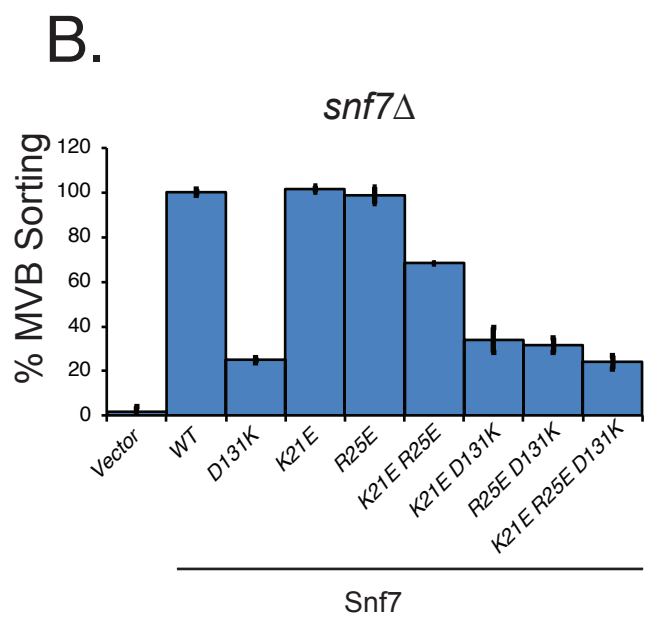 B.
snf7Δ
% MVB Sorting
120
100
80
60
40
20
0
Vector
WT
D131K
K21E
R25E
K21E R25E
K21E D131K
R25E D131K
K21E R25E D131K
Snf7